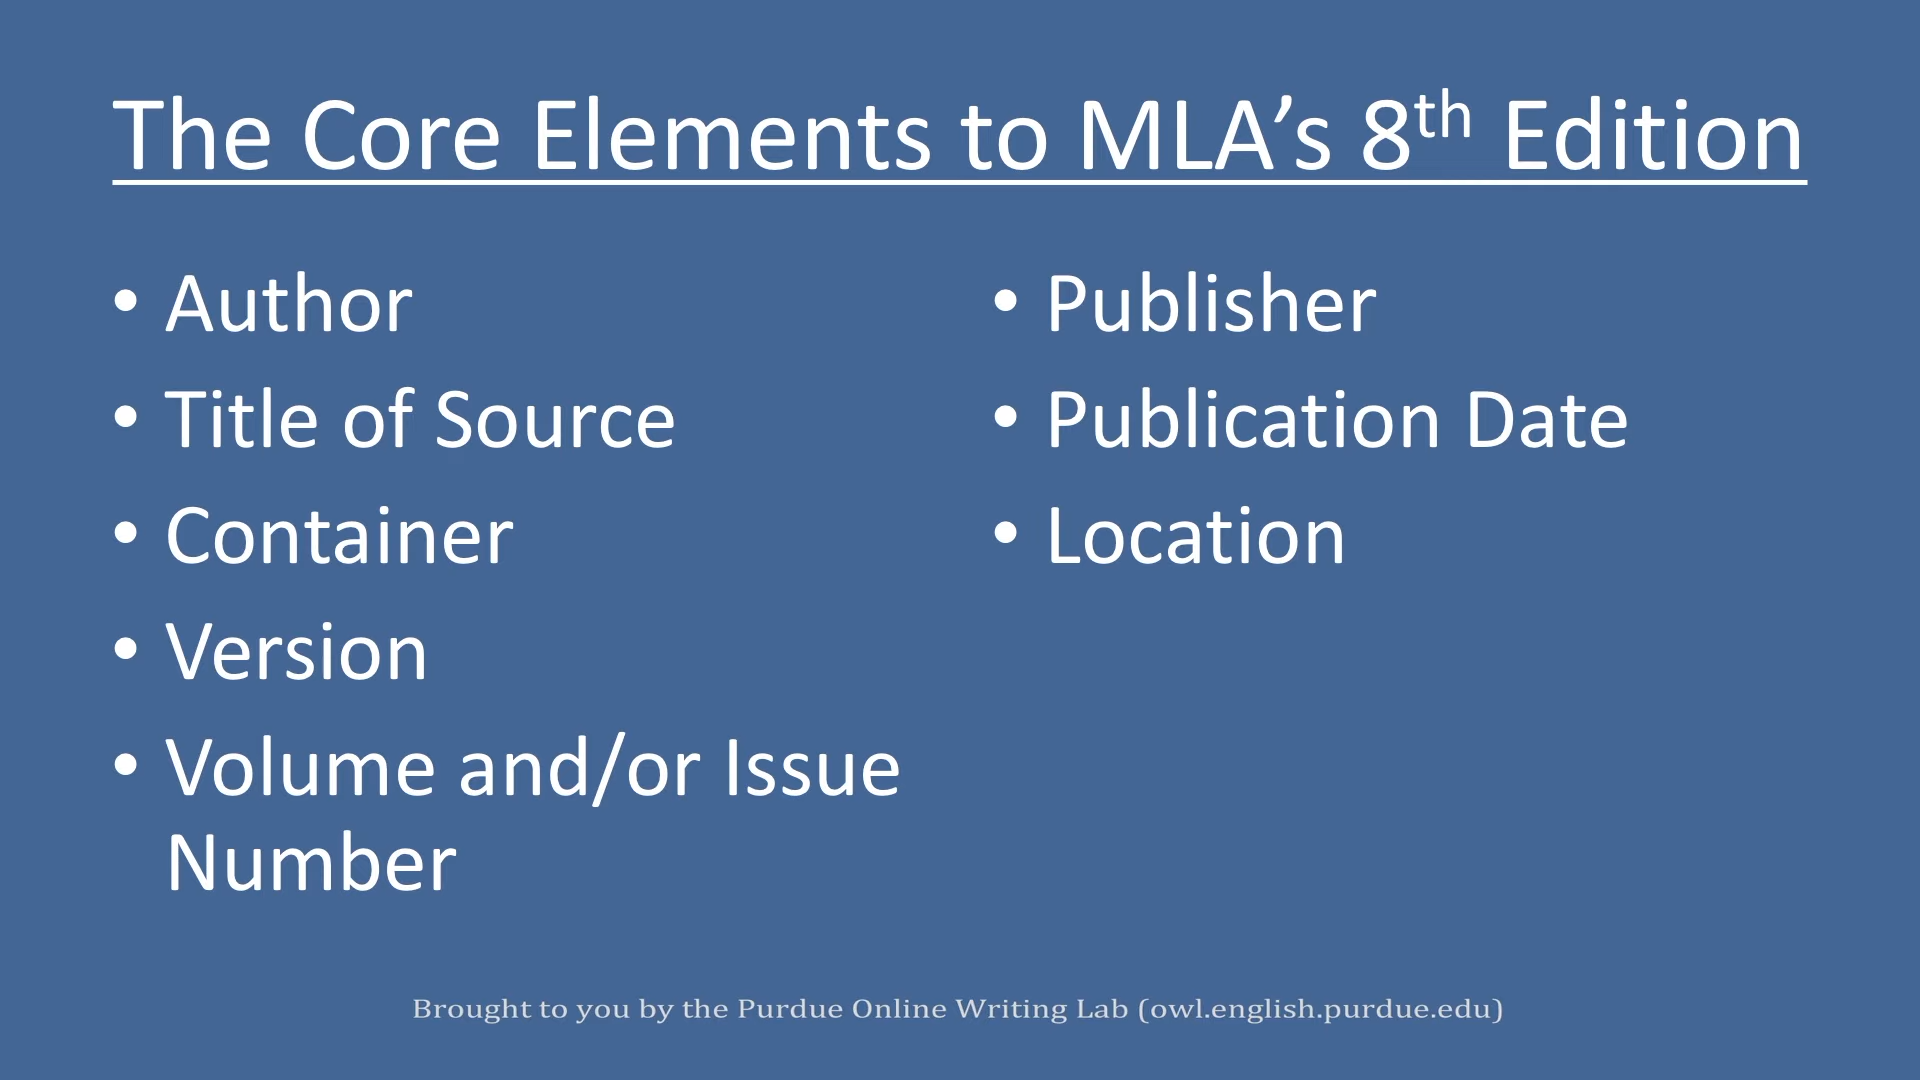 The Core Elements to MLA’s 8th Edition
• Author
• Title of Source
• Container
• Version
• Volume and/or Issue
Number
• Publisher
• Publication Date
• Location
Brought to you by the Purdue Online Writing Lab (owl.english.purdue.edu)